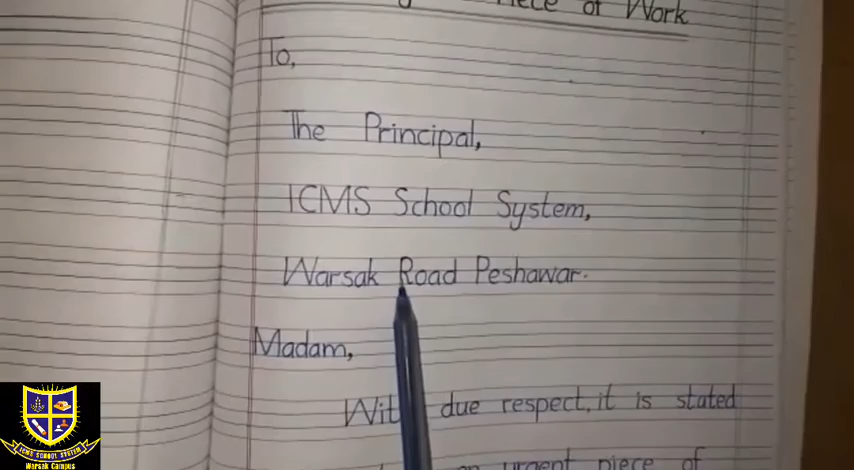 Piece of Work
To,
The Principal,
ICMS School System,
Warsak Road Peshawar.
Madam,
due respect, it is stated
urgent piece of
ICMS SCHOOL SYSTEM
Warsak Campus